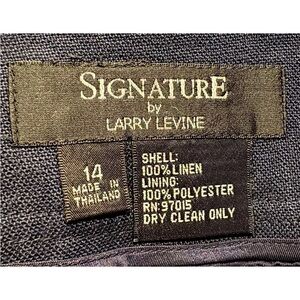 SIGNATURE
by
LARRY LEVINE
14
MADE IN
THAILAND
SHELL:
100% LINEN
LINING:
100% POLYESTER
RN: 97015
DRY CLEAN ONLY